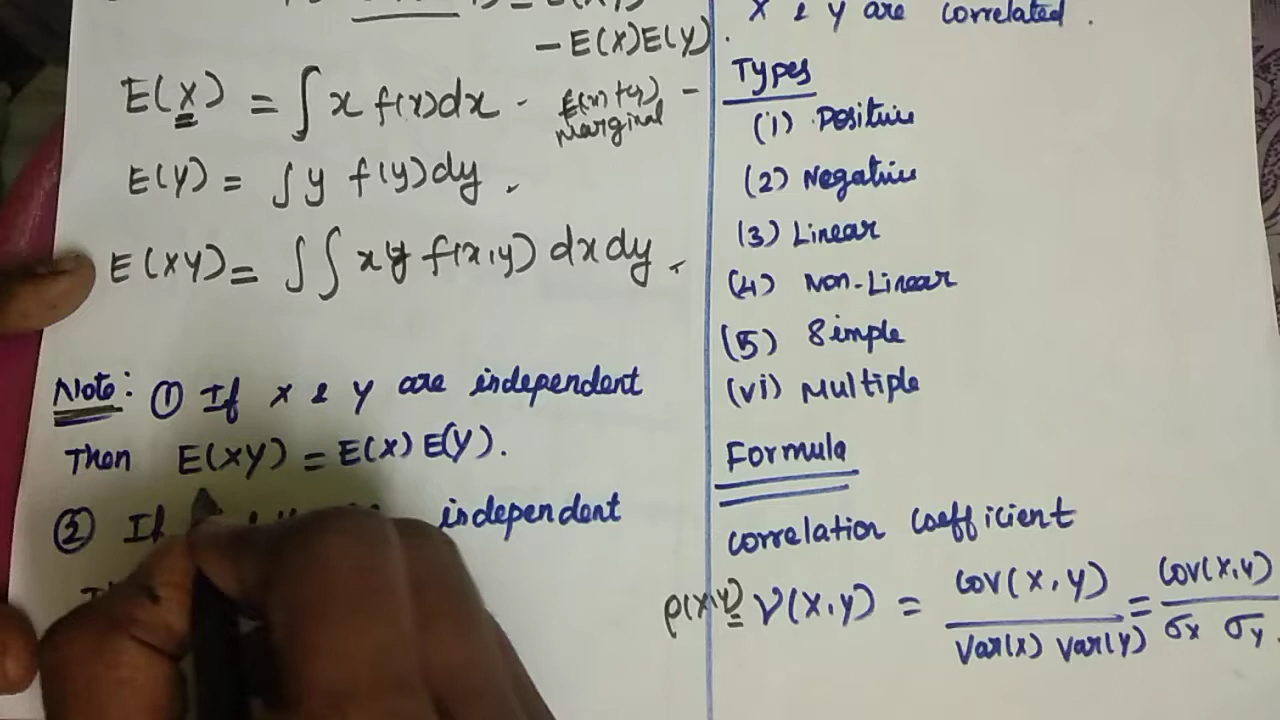 - E(X)E(Y).
E(X) = ∫ x f(x)dx -
marginal
E(Y) = ∫ y f(y)dy .
E(XY) = ∫∫ xy f(x,y) dx dy .
Note: ① If X & Y are independent
Then E(XY) = E(X) E(Y).
② If independent
X & Y are correlated .
Types
(1) Positive
(2) Negative
(3) Linear
(4) Non-Linear
(5) Simple
(vi) Multiple
Formula
Correlation Coefficient
ρ(X,Y) = γ(X,Y) = Cov(X,Y) / Var(X) Var(Y) = Cov(X,Y) / σx σy.